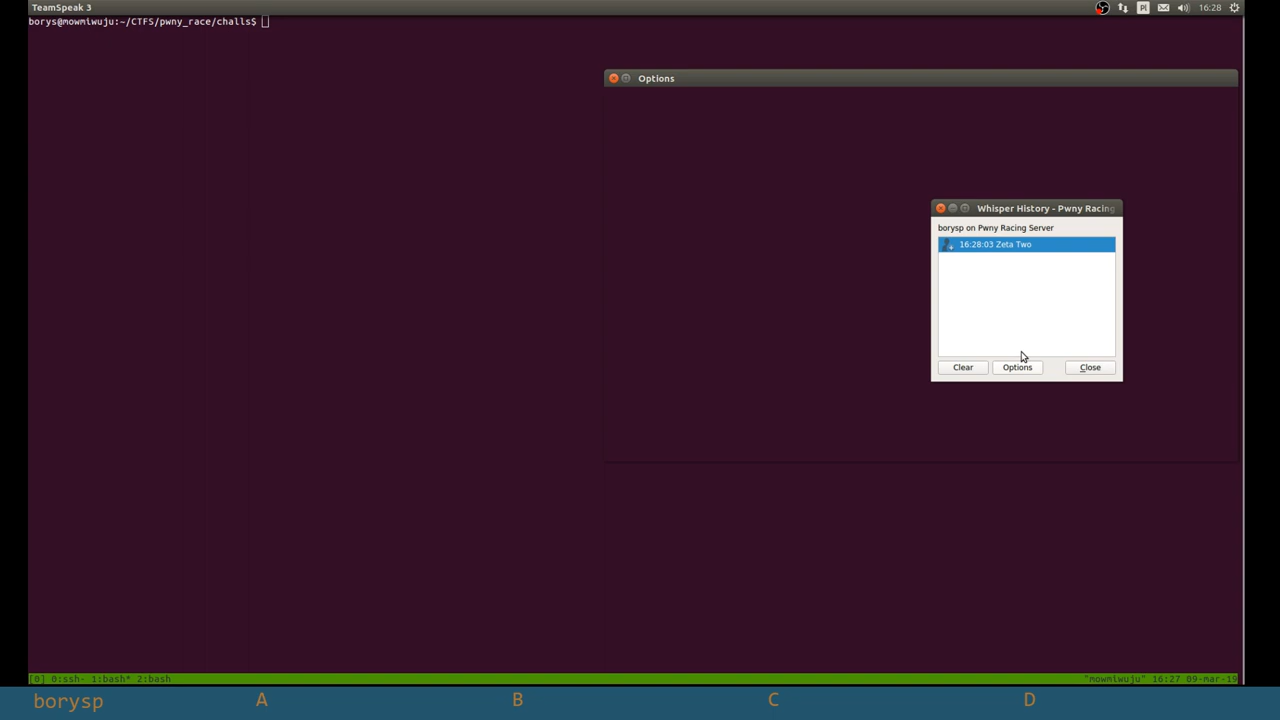 TeamSpeak 3
Pl
16:28
borys@mowmiwuju:~/CTFS/pwny_race/challs$
Options
Whisper History - Pwny Racing
borysp on Pwny Racing Server
16:28:03 Zeta Two
Clear
Options
Close
[0] 0:ssh- 1:bash* 2:bash
"mowmiwuju" 16:27 09-mar-19
borysp
A
B
C
D